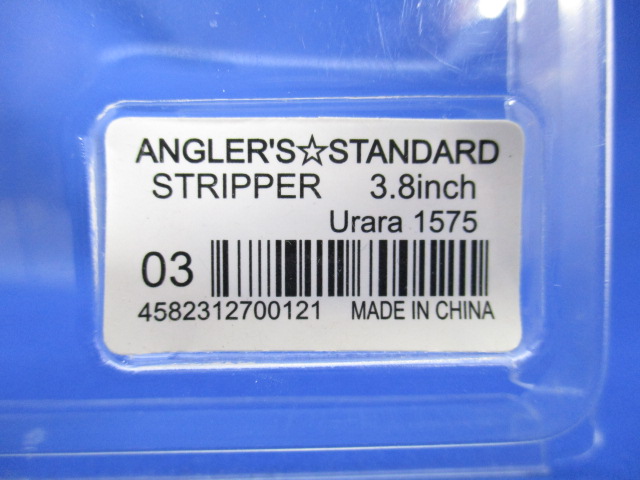 ANGLER'S☆STANDARD
STRIPPER 3.8inch
Urara 1575
03
4582312700121 MADE IN CHINA